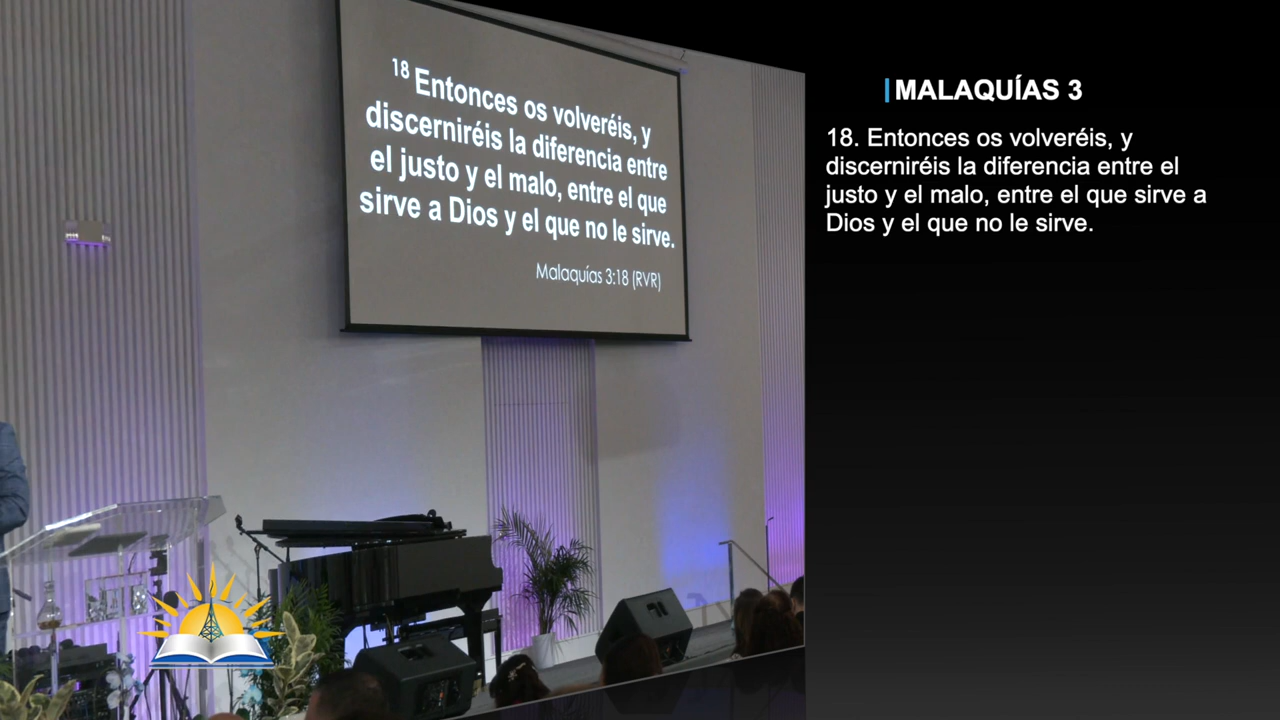 18 Entonces os volveréis, y
discerniréis la diferencia entre
el justo y el malo, entre el que
sirve a Dios y el que no le sirve.
Malaquías 3:18 (RVR)
MALAQUÍAS 3
18. Entonces os volveréis, y
discerniréis la diferencia entre el
justo y el malo, entre el que sirve a
Dios y el que no le sirve.